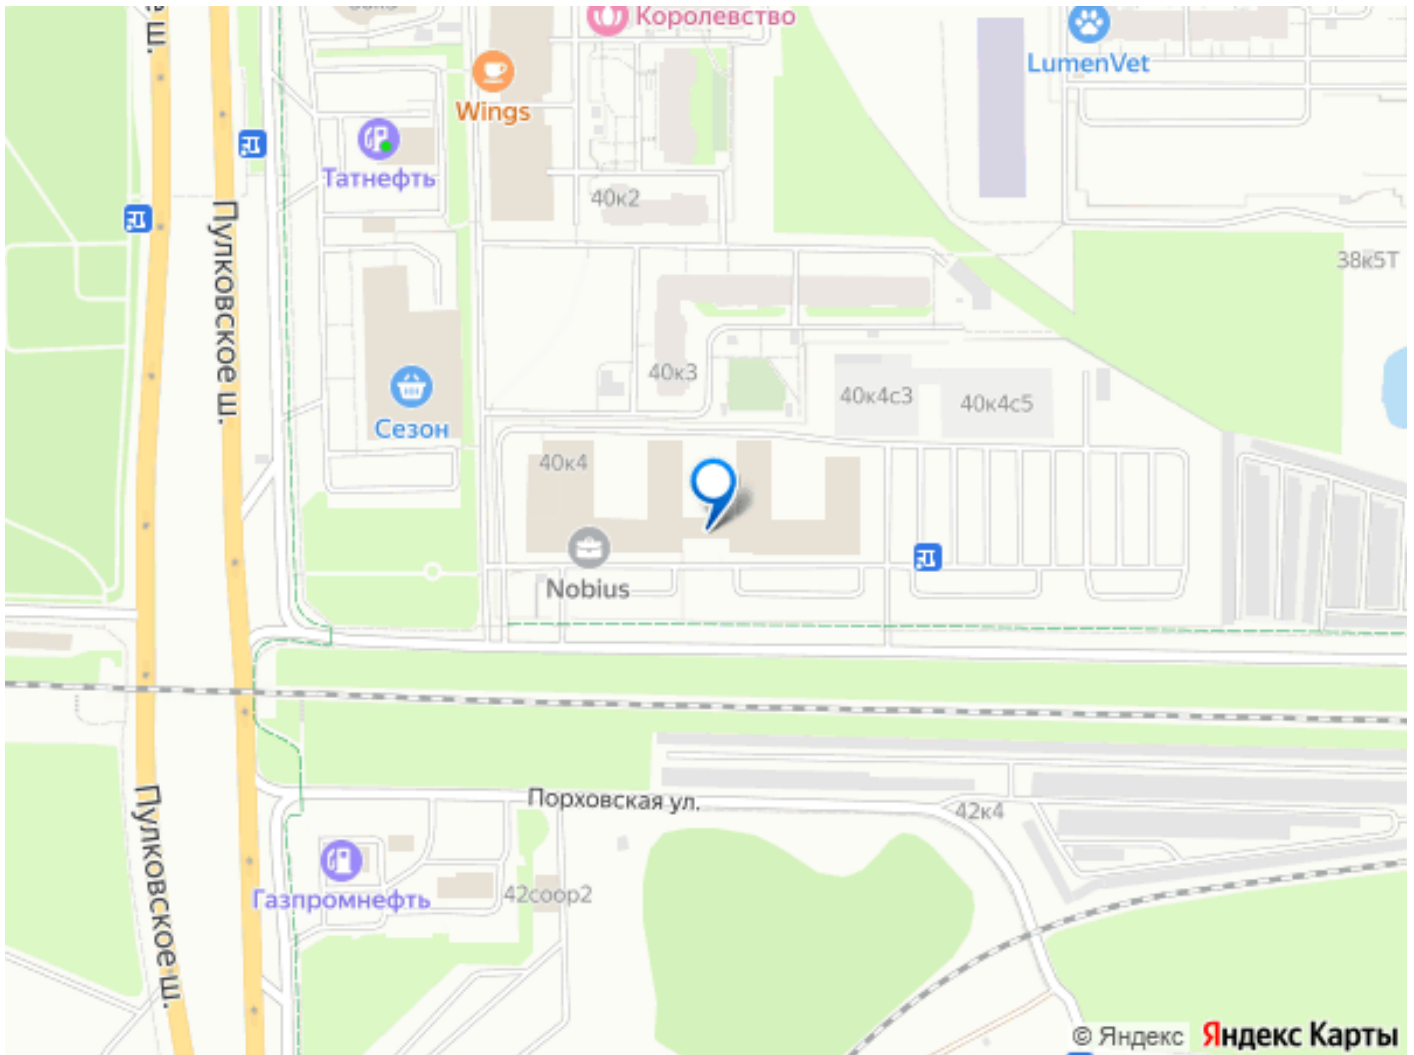 Королевство
LumenVet
Wings
Татнефть
40к2
Пулковское ш.
38к5Т
40к3
40к4с3
40к4с5
Сезон
40к4
Nobius
Порховская ул.
42к4
Пулковское ш.
Газпромнефть
42соор2
© Яндекс Яндекс Карты